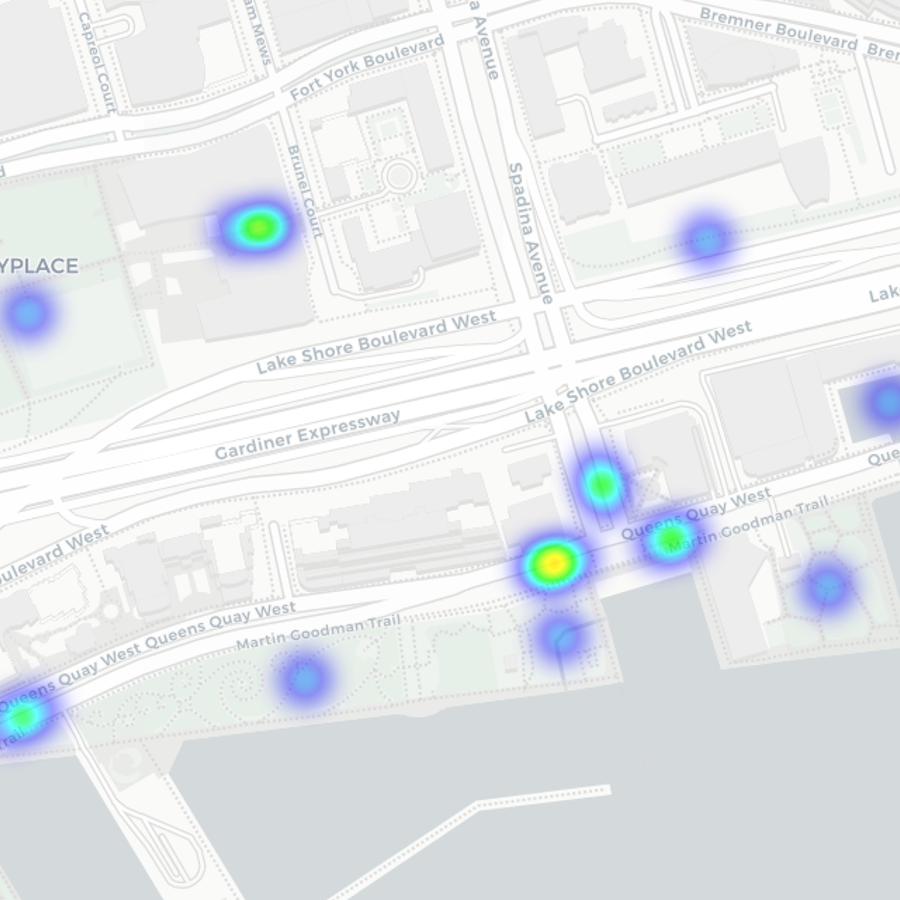 Capreol Court
am Mews
a Avenue
Bremner Boulevard
Bre
Fort York Boulevard
Brunel Court
Spadina Avenue
d
YPLACE
Lake Shore Boulevard West
Lak
Lake Shore Boulevard West
Gardiner Expressway
Que
Queens Quay West
Martin Goodman Trail
oulevard West
Queens Quay West Queens Quay West
Martin Goodman Trail
Trail